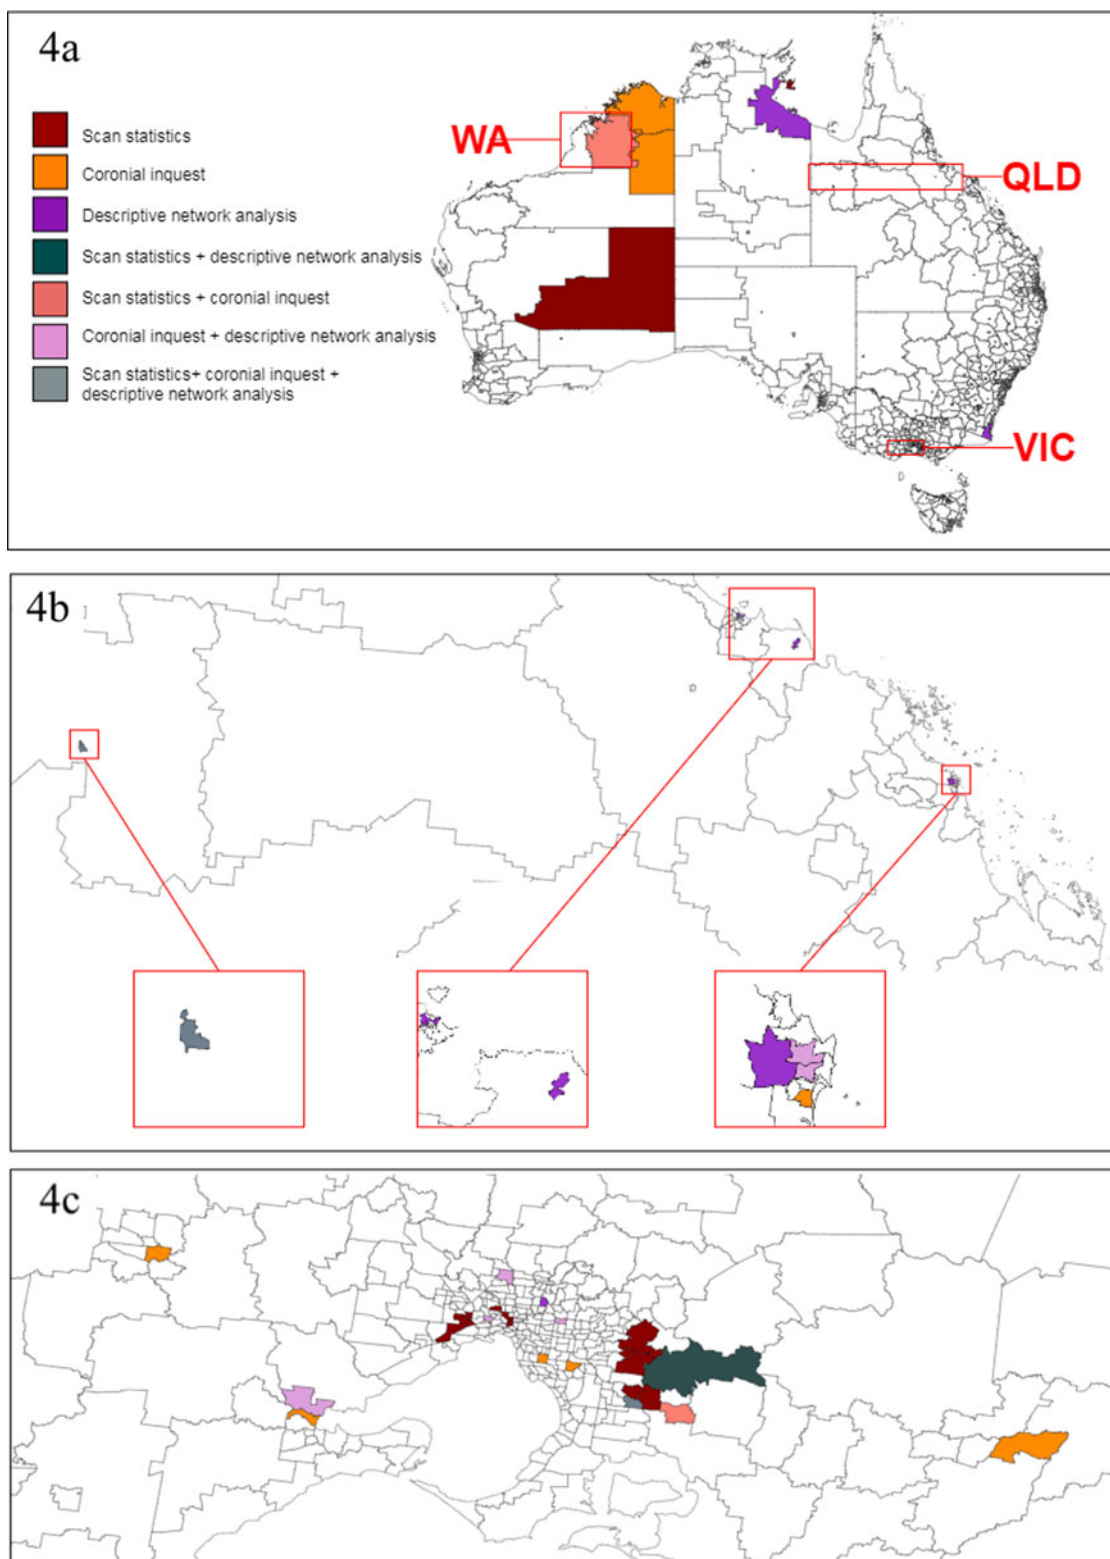 4a
Scan statistics
Coronial inquest
Descriptive network analysis
Scan statistics + descriptive network analysis
Scan statistics + coronial inquest
Coronial inquest + descriptive network analysis
Scan statistics+ coronial inquest +
descriptive network analysis
WA
QLD
VIC
4b
4c